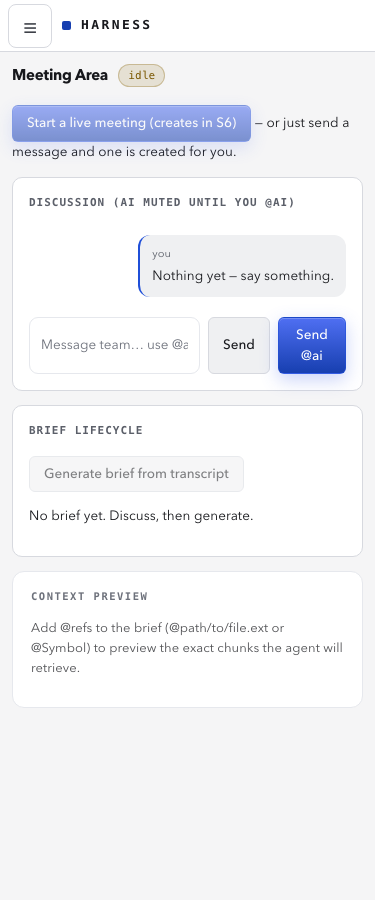 HARNESS
Meeting Area idle
Start a live meeting (creates in S6) — or just send a
message and one is created for you.
DISCUSSION (AI MUTED UNTIL YOU @AI)
you
Nothing yet — say something.
Message team… use @a
Send
Send
@ai
BRIEF LIFECYCLE
Generate brief from transcript
No brief yet. Discuss, then generate.
CONTEXT PREVIEW
Add @refs to the brief (@path/to/file.ext or
@Symbol) to preview the exact chunks the agent will
retrieve.